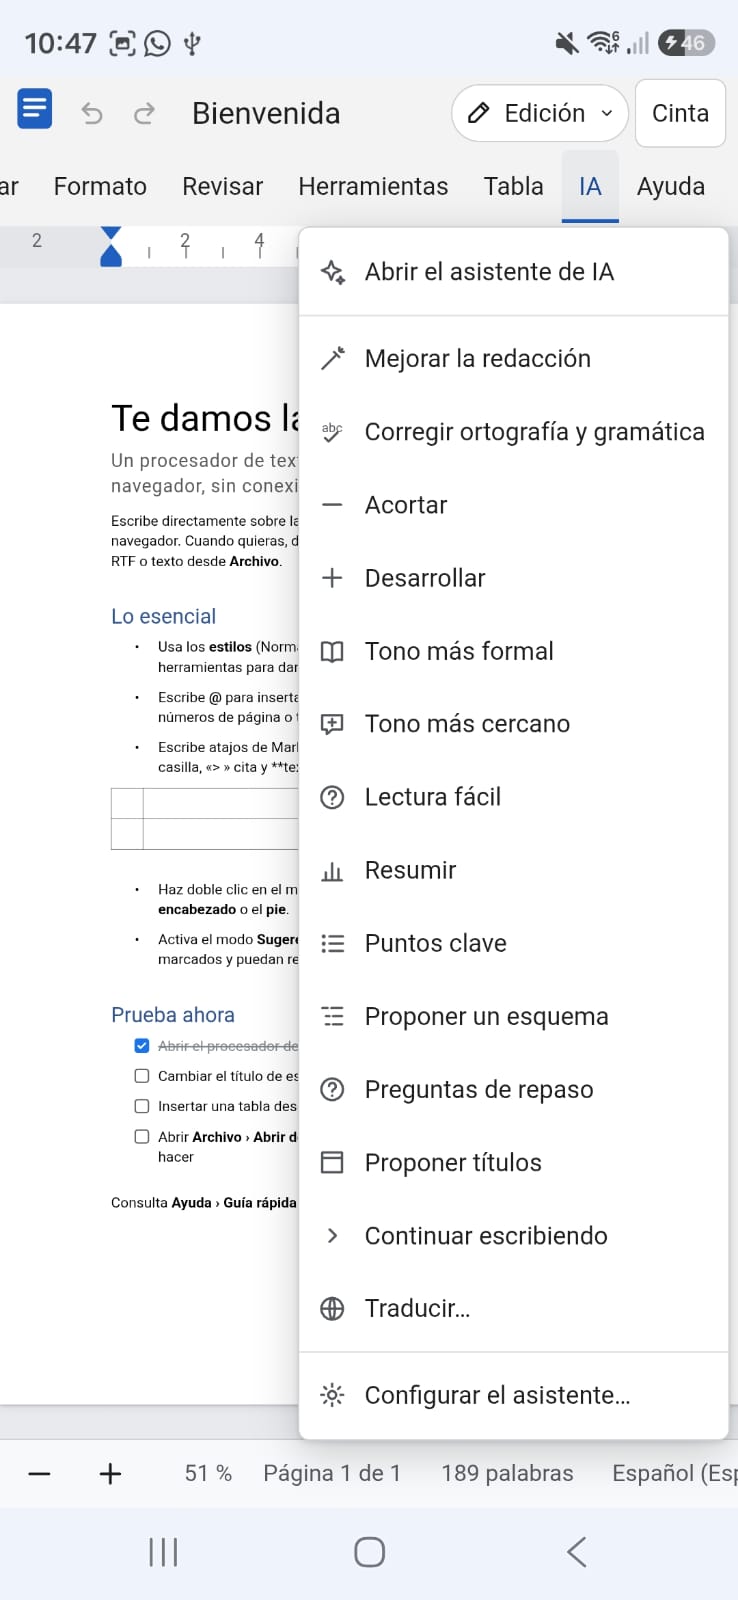 10:47
6
46
Bienvenida
Edición
Cinta
ar Formato Revisar Herramientas Tabla IA Ayuda
2 2 4
Abrir el asistente de IA
Mejorar la redacción
abc
Corregir ortografía y gramática
Acortar
Desarrollar
Tono más formal
Tono más cercano
Lectura fácil
Resumir
Puntos clave
Proponer un esquema
Preguntas de repaso
Proponer títulos
Continuar escribiendo
Traducir...
Configurar el asistente...
Te damos la
Un procesador de tex
navegador, sin conexi
Escribe directamente sobre la
navegador. Cuando quieras, d
RTF o texto desde Archivo.
Lo esencial
• Usa los estilos (Norma
herramientas para dar
• Escribe @ para inserta
números de página o t
• Escribe atajos de Mar
casilla, «> » cita y **te
• Haz doble clic en el m
encabezado o el pie.
• Activa el modo Sugere
marcados y puedan re
Prueba ahora
Abrir el procesador de
Cambiar el título de es
Insertar una tabla des
Abrir Archivo › Abrir d
hacer
Consulta Ayuda › Guía rápida
51 % Página 1 de 1 189 palabras Español (Esp